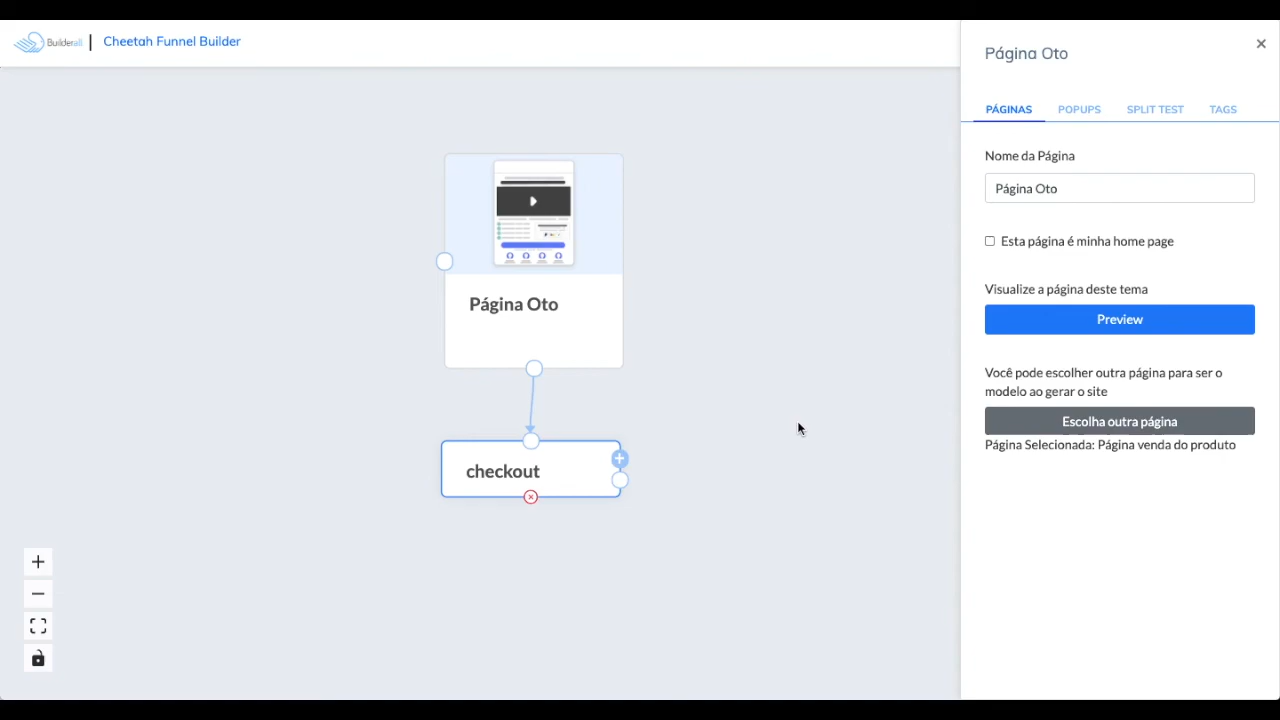 Builderall | Cheetah Funnel Builder
Página Oto
checkout
Página Oto
PÁGINAS POPUPS SPLIT TEST TAGS
Nome da Página
Página Oto
Esta página é minha home page
Visualize a página deste tema
Preview
Você pode escolher outra página para ser o
modelo ao gerar o site
Escolha outra página
Página Selecionada: Página venda do produto